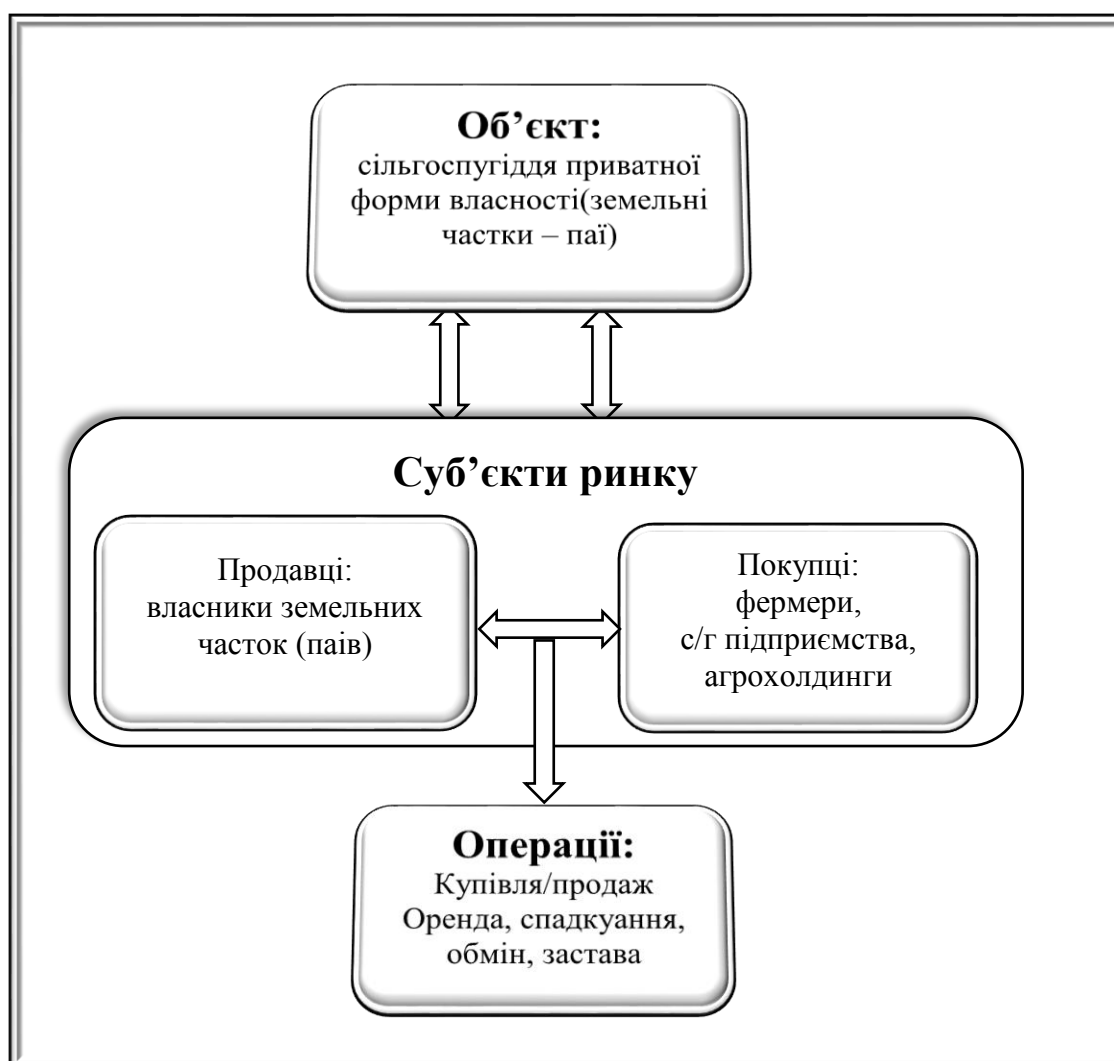 Об’єкт:
сільгоспугіддя приватної
форми власності(земельні
частки – паї)
Суб’єкти ринку
Продавці:
власники земельних
часток (паів)
Покупці:
фермери,
с/г підприємства,
агрохолдинги
Операції:
Купівля/продаж
Оренда, спадкуання,
обмін, застава